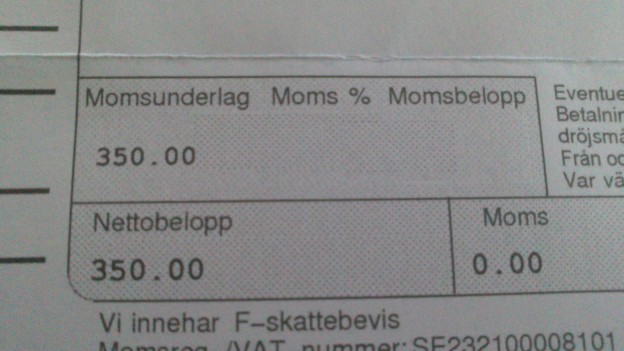 Momsunderlag Moms % Momsbelopp
350.00
Nettobelopp
350.00
Moms
0.00
Eventue
Betalnin
dröjsmå
Från oc
Var vä
Vi innehar F-skattebevis
Momsreg /VAT nummer: SE232100008101